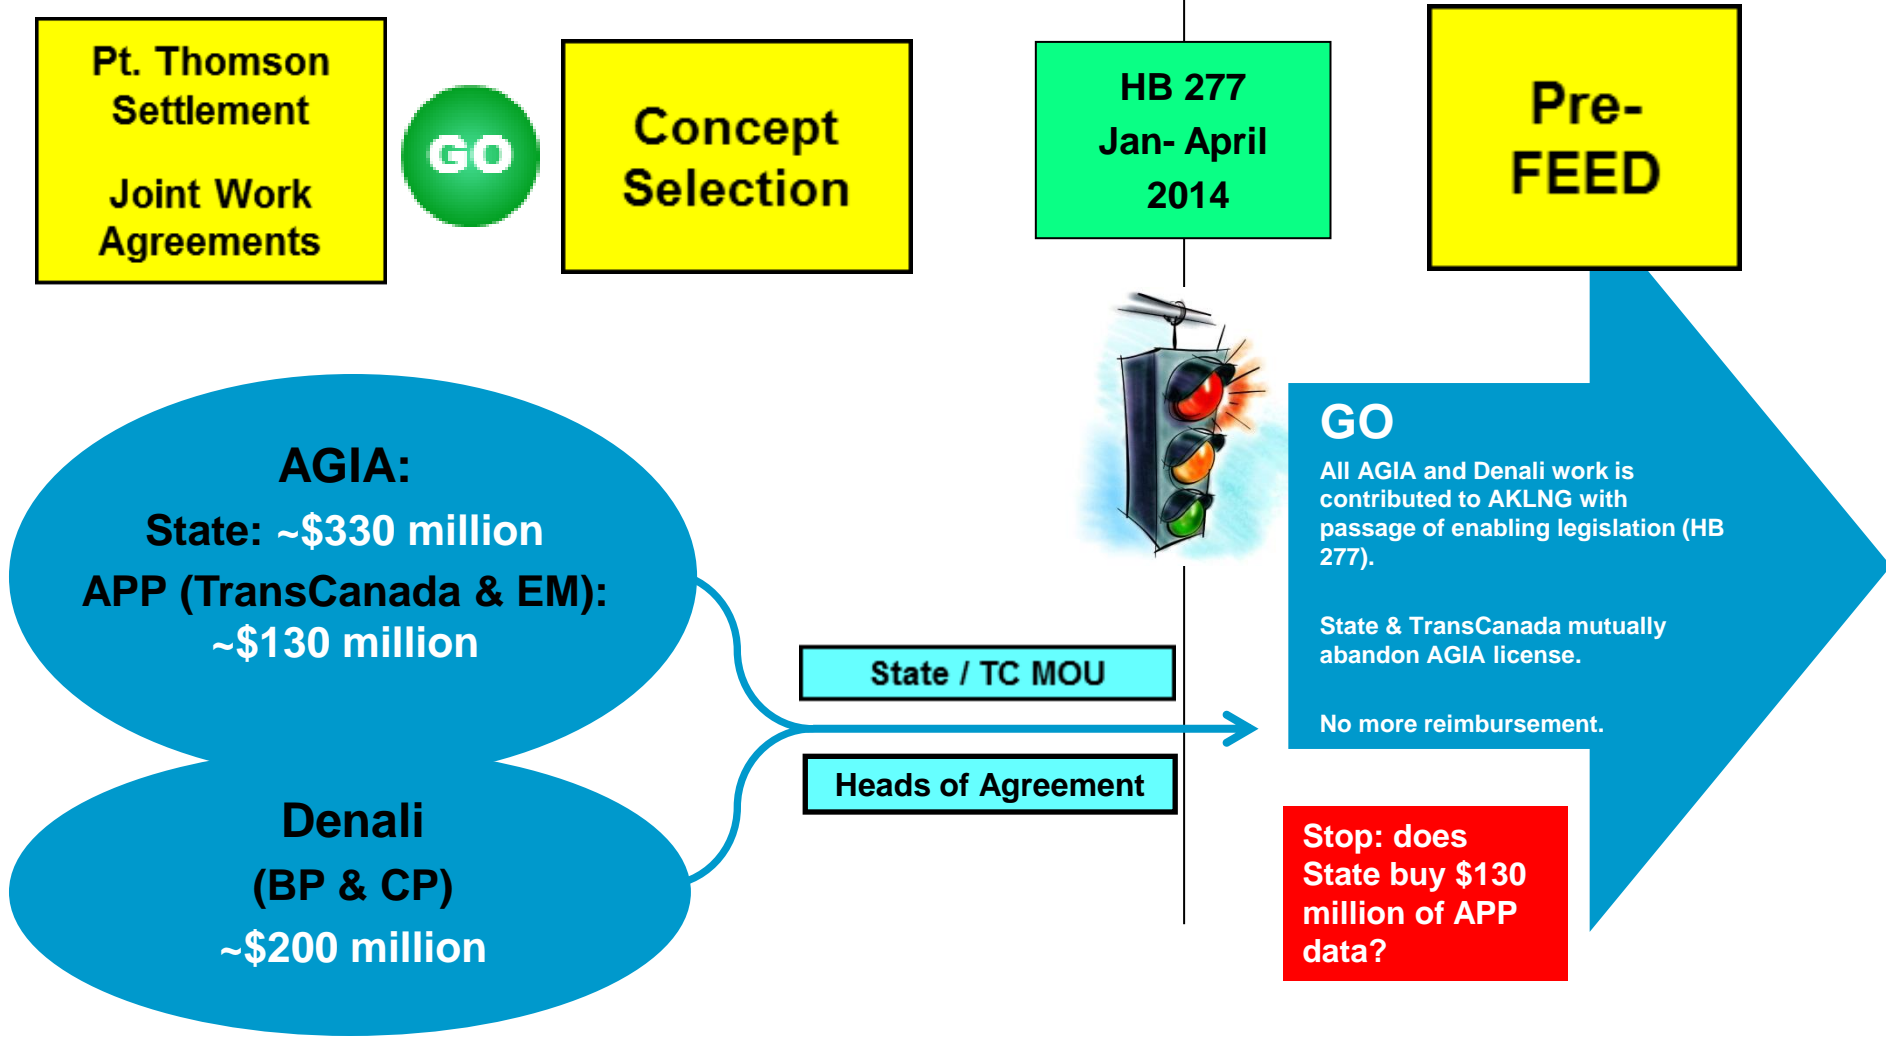 Pt. Thomson
Settlement
Joint Work
Agreements
GO
Concept
Selection
HB 277
Jan- April
2014
Pre-
FEED
AGIA:
State: ~$330 million
APP (TransCanada & EM):
~$130 million
Denali
(BP & CP)
~$200 million
State / TC MOU
Heads of Agreement
GO
All AGIA and Denali work is
contributed to AKLNG with
passage of enabling legislation (HB
277).
State & TransCanada mutually
abandon AGIA license.
No more reimbursement.
Stop: does
State buy $130
million of APP
data?